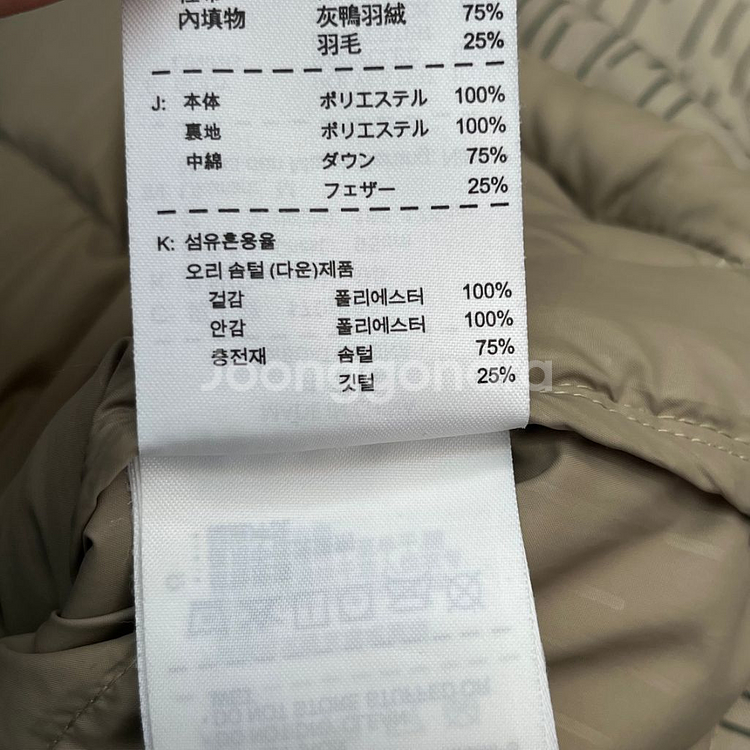 內填物 灰鴨羽絨 75%
羽毛 25%
J: 本体 ポリエステル 100%
裏地 ポリエステル 100%
中綿 ダウン 75%
フェザー 25%
K: 섬유혼용율
오리 솜털 (다운)제품
겉감 폴리에스터 100%
안감 폴리에스터 100%
충전재 솜털 75%
깃털 25%
Joonggonara